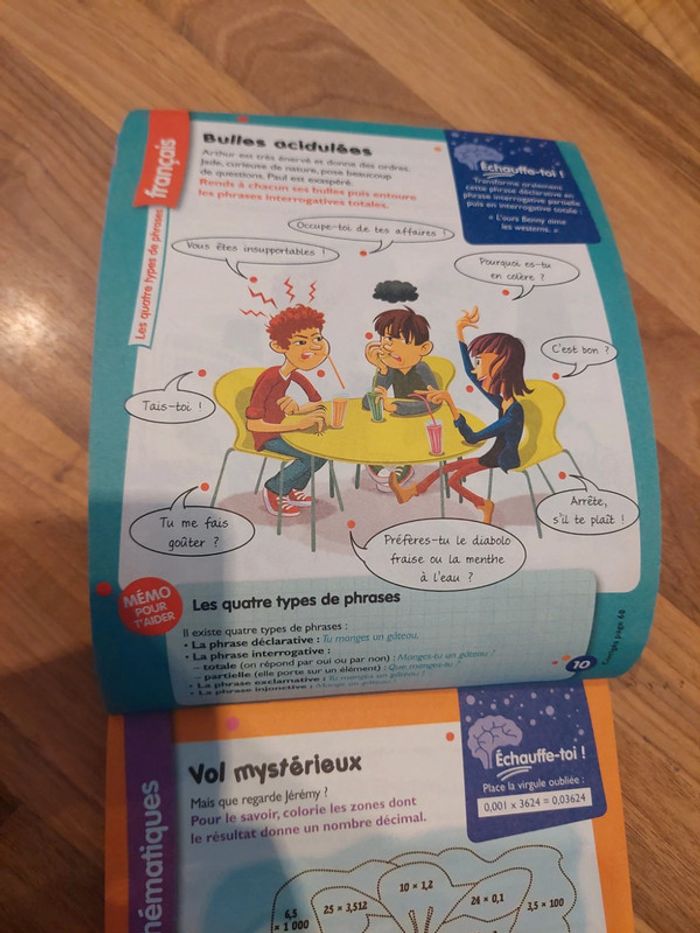 français
Les quatre types de phrases
Bulles acidulées
Arthur est très énervé et donne des ordres.
Jade, curieuse de nature, pose beaucoup
de questions. Paul est exaspéré.
Rends à chacun ses bulles puis entoure
les phrases interrogatives totales.
Échauffe-toi !
Transforme oralement
cette phrase déclarative en
phrase interrogative partielle
puis en interrogative totale :
« L'ours Benny aime
les westerns. »
Occupe-toi de tes affaires !
Vous êtes insupportables !
Pourquoi es-tu
en colère ?
C'est bon ?
Tais-toi !
Tu me fais
goûter ?
Préfères-tu le diabolo
fraise ou la menthe
à l'eau ?
Arrête,
s'il te plaît !
MÉMO
POUR
T'AIDER
Les quatre types de phrases
Il existe quatre types de phrases :
• La phrase déclarative : Tu manges un gâteau.
• La phrase interrogative :
– totale (on répond par oui ou par non) : Manges-tu un gâteau ?
– partielle (elle porte sur un élément) : Que manges-tu ?
• La phrase exclamative : Tu manges un gâteau !
• La phrase injonctive : Mange un gâteau !
10
Corrigés page 60
hématiques
Vol mystérieux
Mais que regarde Jérémy ?
Pour le savoir, colorie les zones dont
le résultat donne un nombre décimal.
Échauffe-toi !
Place la virgule oubliée :
0,001 x 3624 = 0,03624
10 × 1,2
25 × 3,512
24 × 0,1
3,5 × 100
6,5
× 1 000